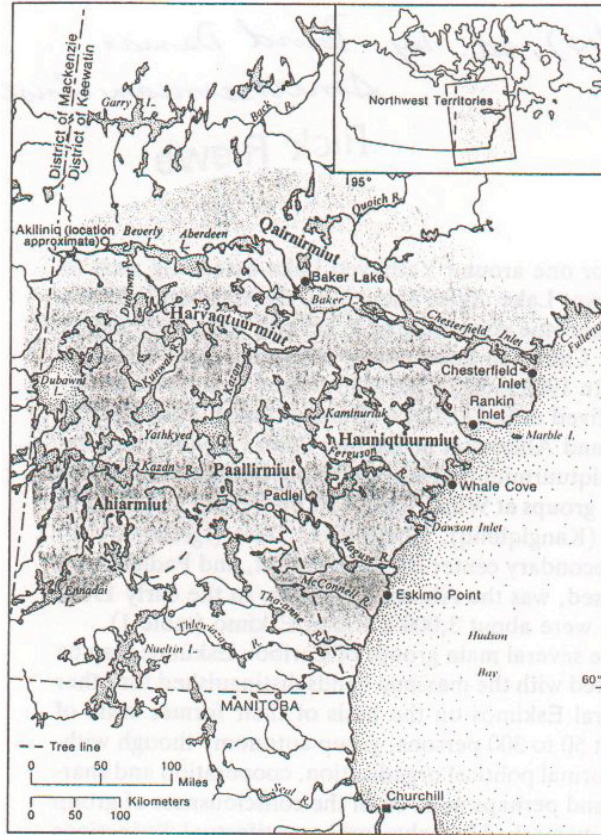 Northwest Territories
District of Mackenzie
District of Keewatin
Garry L.
Back R.
95°
Quoich R.
Akiliniq (location
approximate)
Beverly
Aberdeen
Qairnirmiut
Baker Lake
Baker
Dubawnt
Harvaqtuurmiut
Chesterfield Inlet
C. Fullerton
Kunwak R.
Kazan
Chesterfield
Inlet
Rankin
Inlet
Dubawnt
L.
Kaminuriak
L.
Marble I.
Yathkyed
L.
Hauniqtuurmiut
Ferguson
Kazan R.
Paallirmiut
Padlei
Whale Cove
Ahiarmiut
Dawson Inlet
Maguse R.
McConnell
Ennadai
Eskimo Point
Tha-anne
Thlewiaza
Hudson
Bay
Nueltin L.
60°
MANITOBA
Tree line
0 50 100
Miles
0 50 100
Kilometers
Seal R.
Churchill